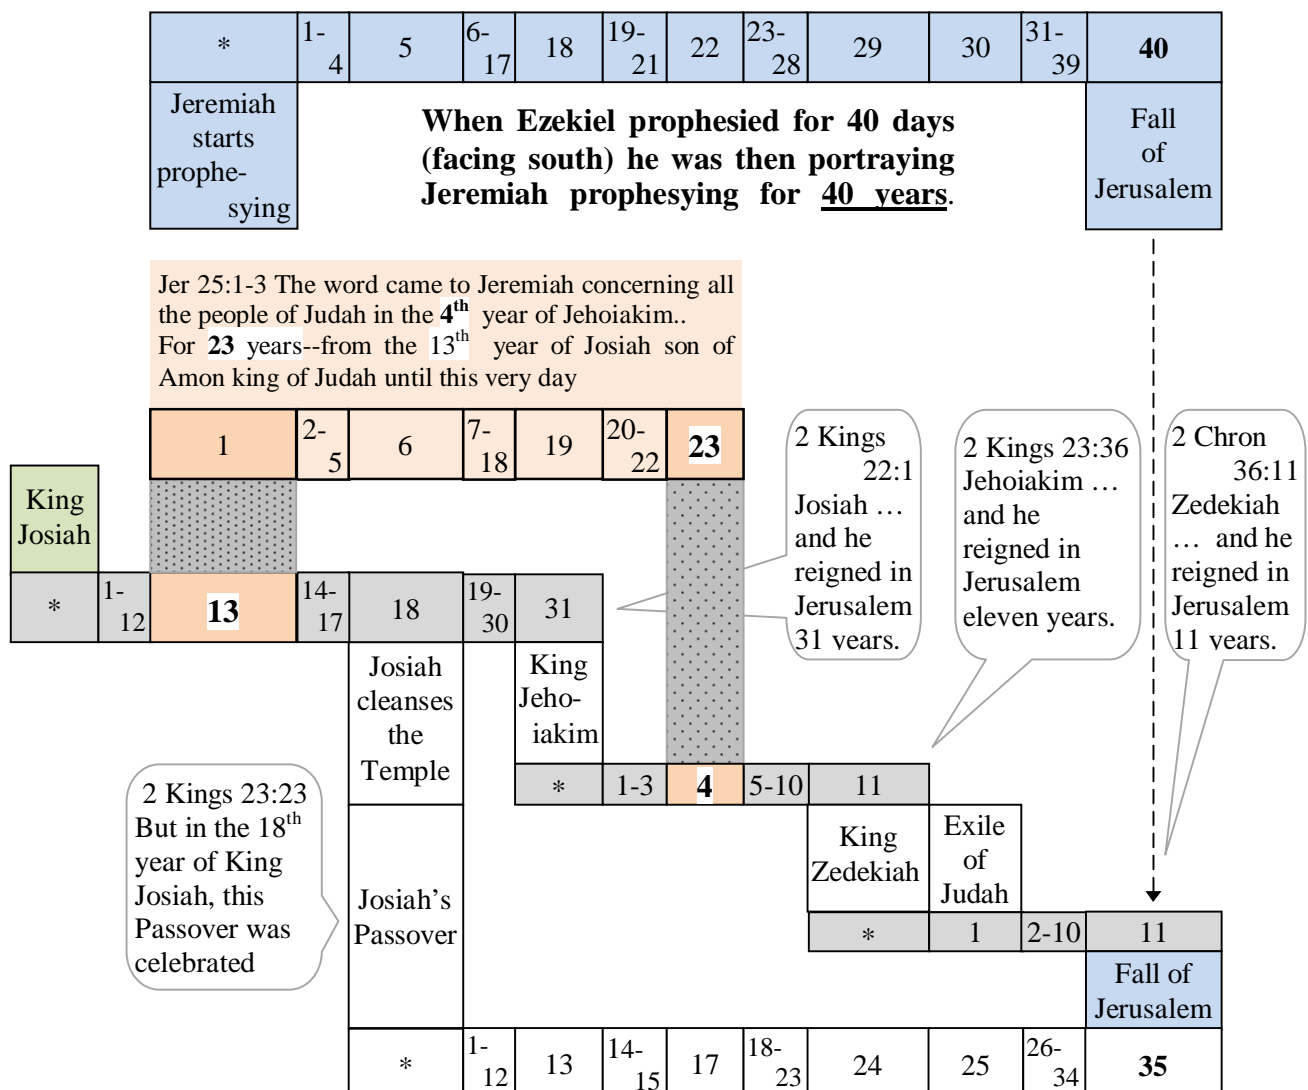 * 1-4 5 6-17 18 19-21 22 23-28 29 30 31-39 40
Jeremiah
starts
prophe-
sying
When Ezekiel prophesied for 40 days
(facing south) he was then portraying
Jeremiah prophesying for 40 years.
Fall
of
Jerusalem
Jer 25:1-3 The word came to Jeremiah concerning all
the people of Judah in the 4th year of Jehoiakim..
For 23 years--from the 13th year of Josiah son of
Amon king of Judah until this very day
1 2-5 6 7-18 19 20-22 23
2 Kings
22:1
Josiah …
and he
reigned in
Jerusalem
31 years.
2 Kings 23:36
Jehoiakim …
and he
reigned in
Jerusalem
eleven years.
2 Chron
36:11
Zedekiah
… and he
reigned in
Jerusalem
11 years.
King
Josiah
* 1-12 13 14-17 18 19-30 31
Josiah
cleanses
the
Temple
King
Jeho-
iakim
* 1-3 4 5-10 11
2 Kings 23:23
But in the 18th
year of King
Josiah, this
Passover was
celebrated
Josiah's
Passover
King
Zedekiah
Exile
of
Judah
* 1 2-10 11
Fall of
Jerusalem
* 1-12 13 14-15 17 18-23 24 25 26-34 35